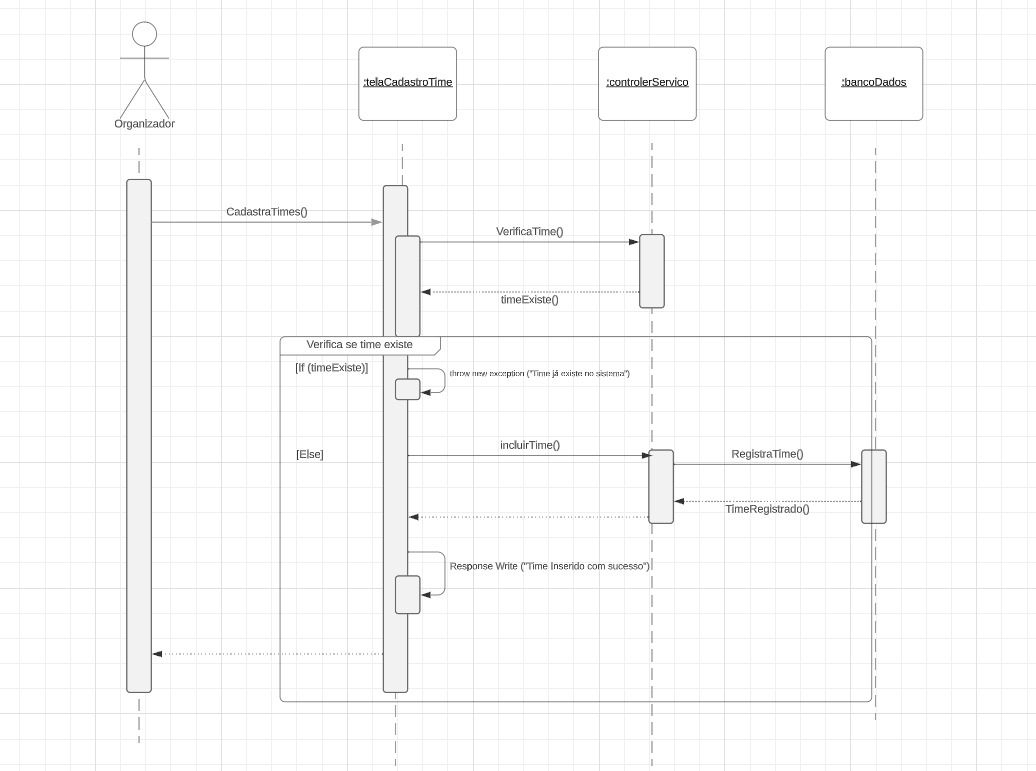 :telaCadastroTime
:controlerServico
:bancoDados
Organizador
CadastraTimes()
VerificaTime()
timeExiste()
Verifica se time existe
[If (timeExiste)]
throw new exception ("Time já existe no sistema")
[Else]
incluirTime()
RegistraTime()
TimeRegistrado()
Response Write ("Time Inserido com sucesso")